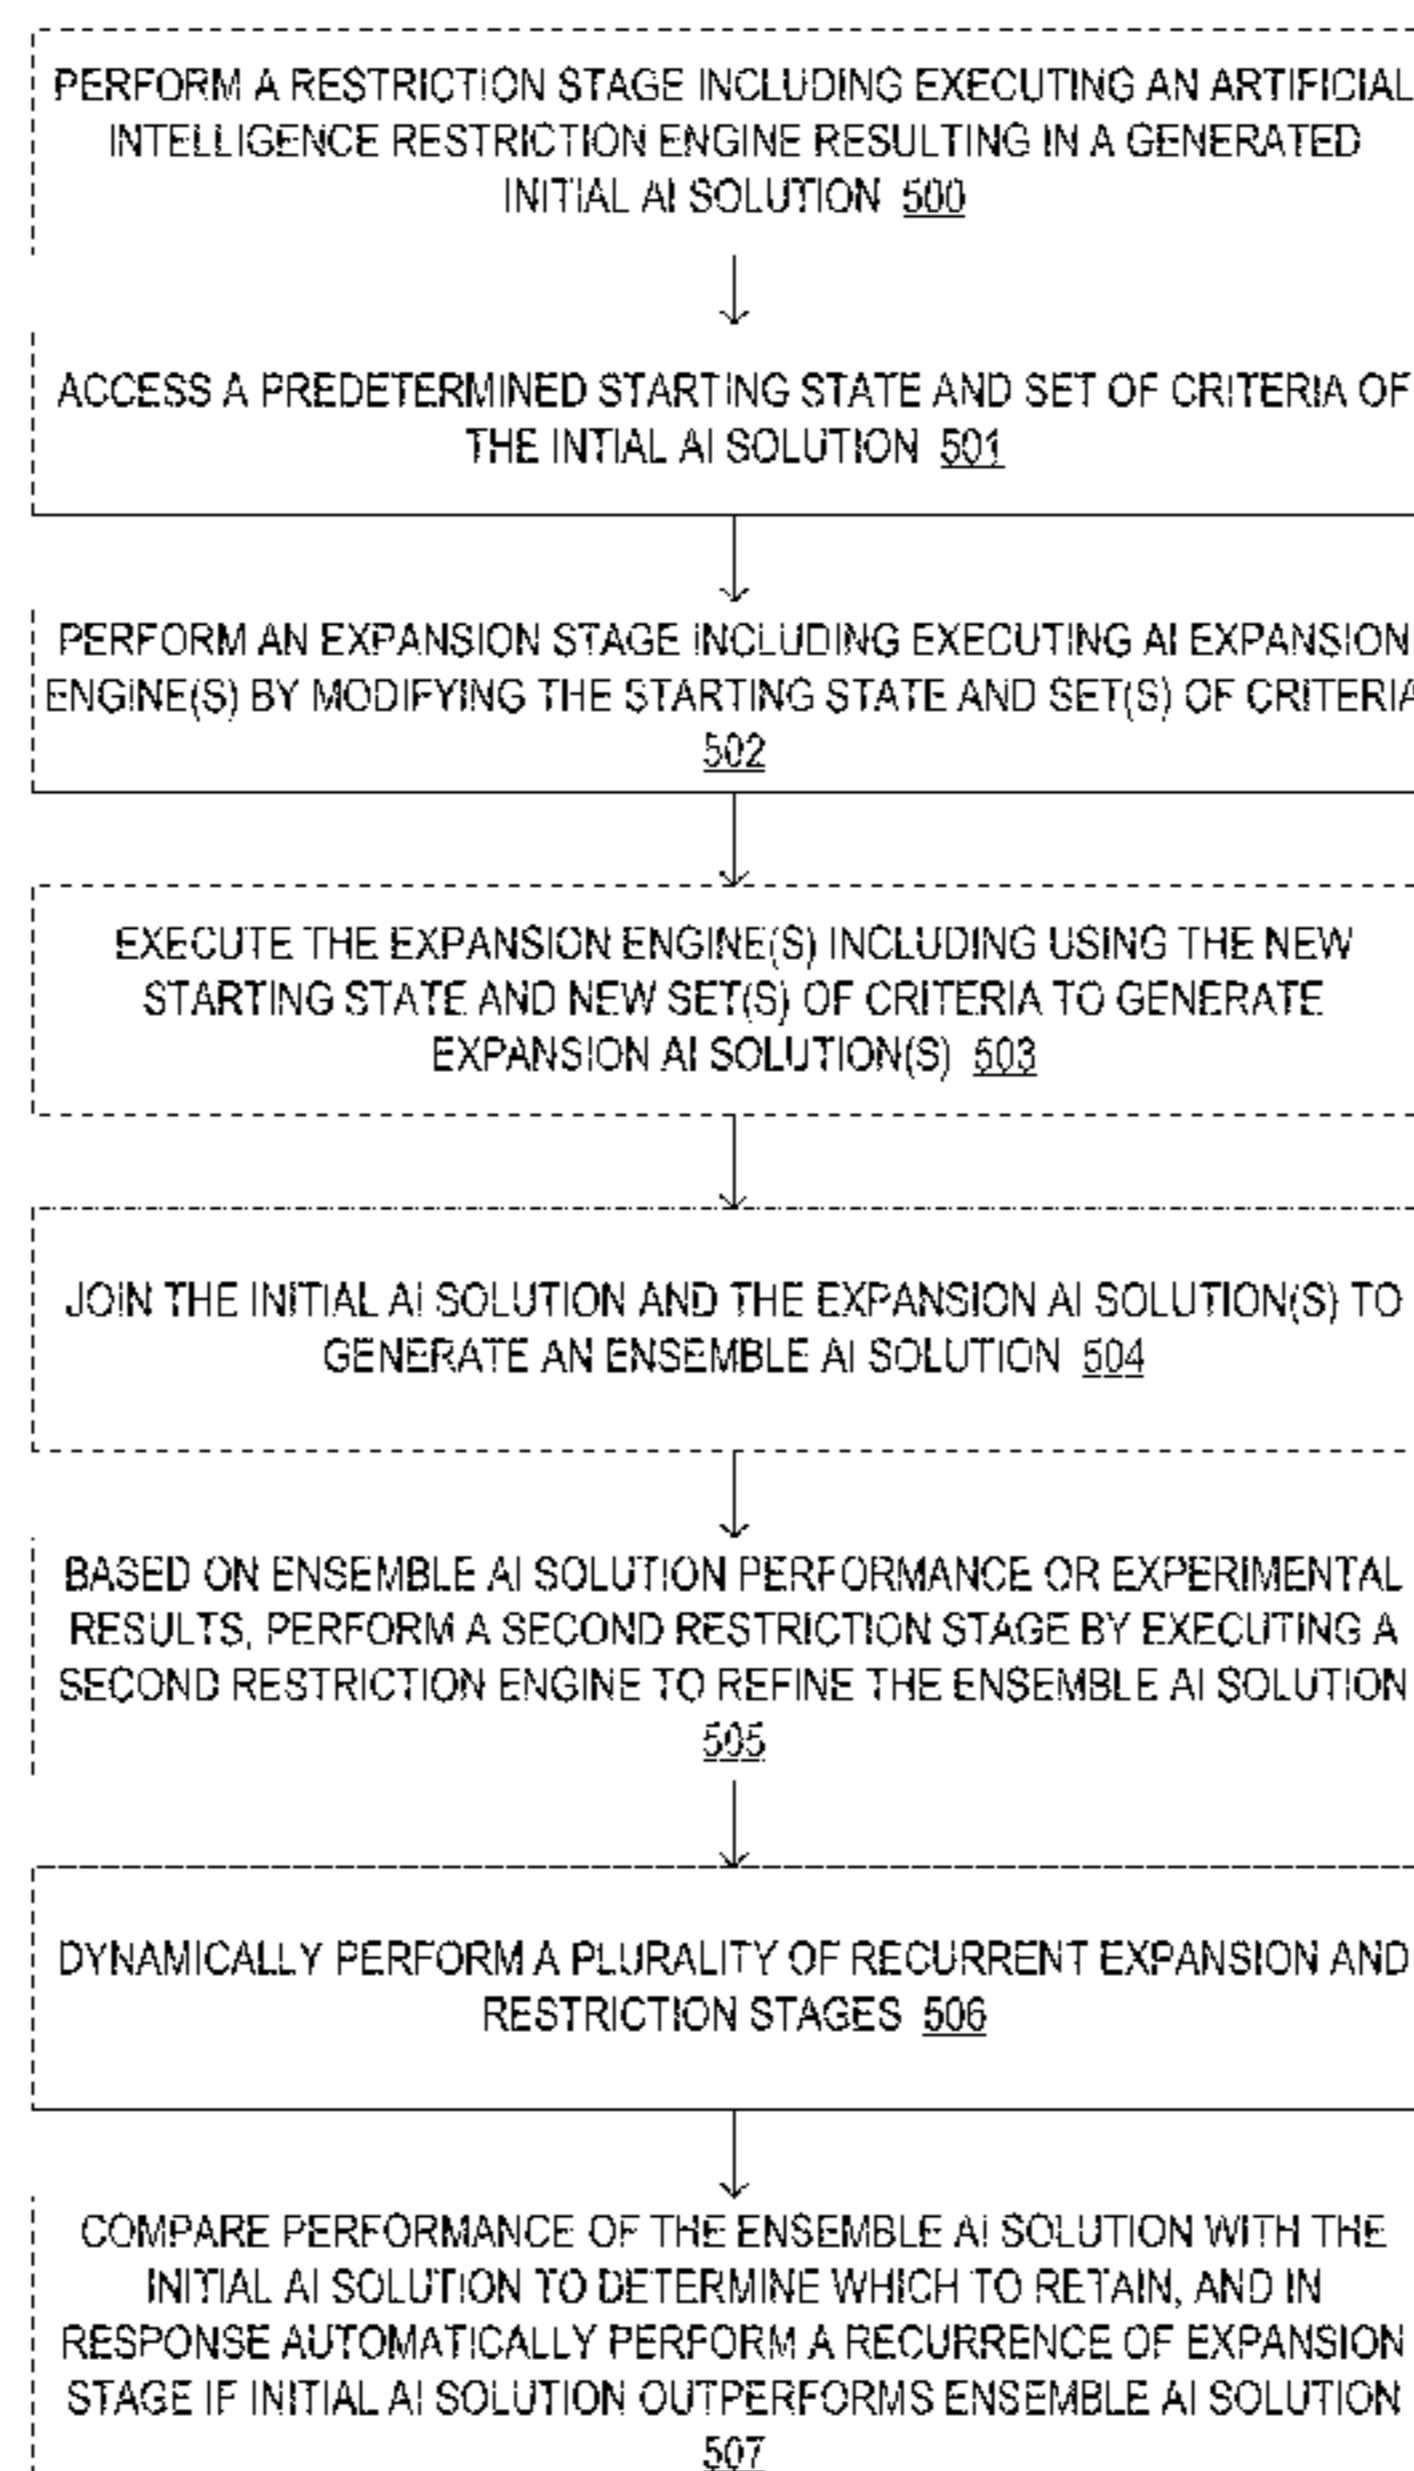 PERFORM A RESTRICTION STAGE INCLUDING EXECUTING AN ARTIFICIAL
INTELLIGENCE RESTRICTION ENGINE RESULTING IN A GENERATED
INITIAL AI SOLUTION 500
ACCESS A PREDETERMINED STARTING STATE AND SET OF CRITERIA OF
THE INTIAL AI SOLUTION 501
PERFORM AN EXPANSION STAGE INCLUDING EXECUTING AI EXPANSION
ENGINE(S) BY MODIFYING THE STARTING STATE AND SET(S) OF CRITERIA
502
EXECUTE THE EXPANSION ENGINE(S) INCLUDING USING THE NEW
STARTING STATE AND NEW SET(S) OF CRITERIA TO GENERATE
EXPANSION AI SOLUTION(S) 503
JOIN THE INITIAL AI SOLUTION AND THE EXPANSION AI SOLUTION(S) TO
GENERATE AN ENSEMBLE AI SOLUTION 504
BASED ON ENSEMBLE AI SOLUTION PERFORMANCE OR EXPERIMENTAL
RESULTS, PERFORM A SECOND RESTRICTION STAGE BY EXECUTING A
SECOND RESTRICTION ENGINE TO REFINE THE ENSEMBLE AI SOLUTION
505
DYNAMICALLY PERFORM A PLURALITY OF RECURRENT EXPANSION AND
RESTRICTION STAGES 506
COMPARE PERFORMANCE OF THE ENSEMBLE AI SOLUTION WITH THE
INITIAL AI SOLUTION TO DETERMINE WHICH TO RETAIN, AND IN
RESPONSE AUTOMATICALLY PERFORM A RECURRENCE OF EXPANSION
STAGE IF INITIAL AI SOLUTION OUTPERFORMS ENSEMBLE AI SOLUTION
507